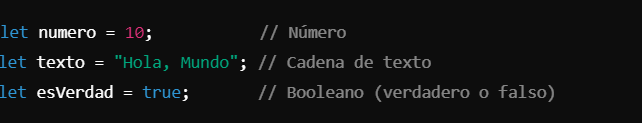 let numero = 10;          // Número
let texto = "Hola, Mundo"; // Cadena de texto
let esVerdad = true;      // Booleano (verdadero o falso)